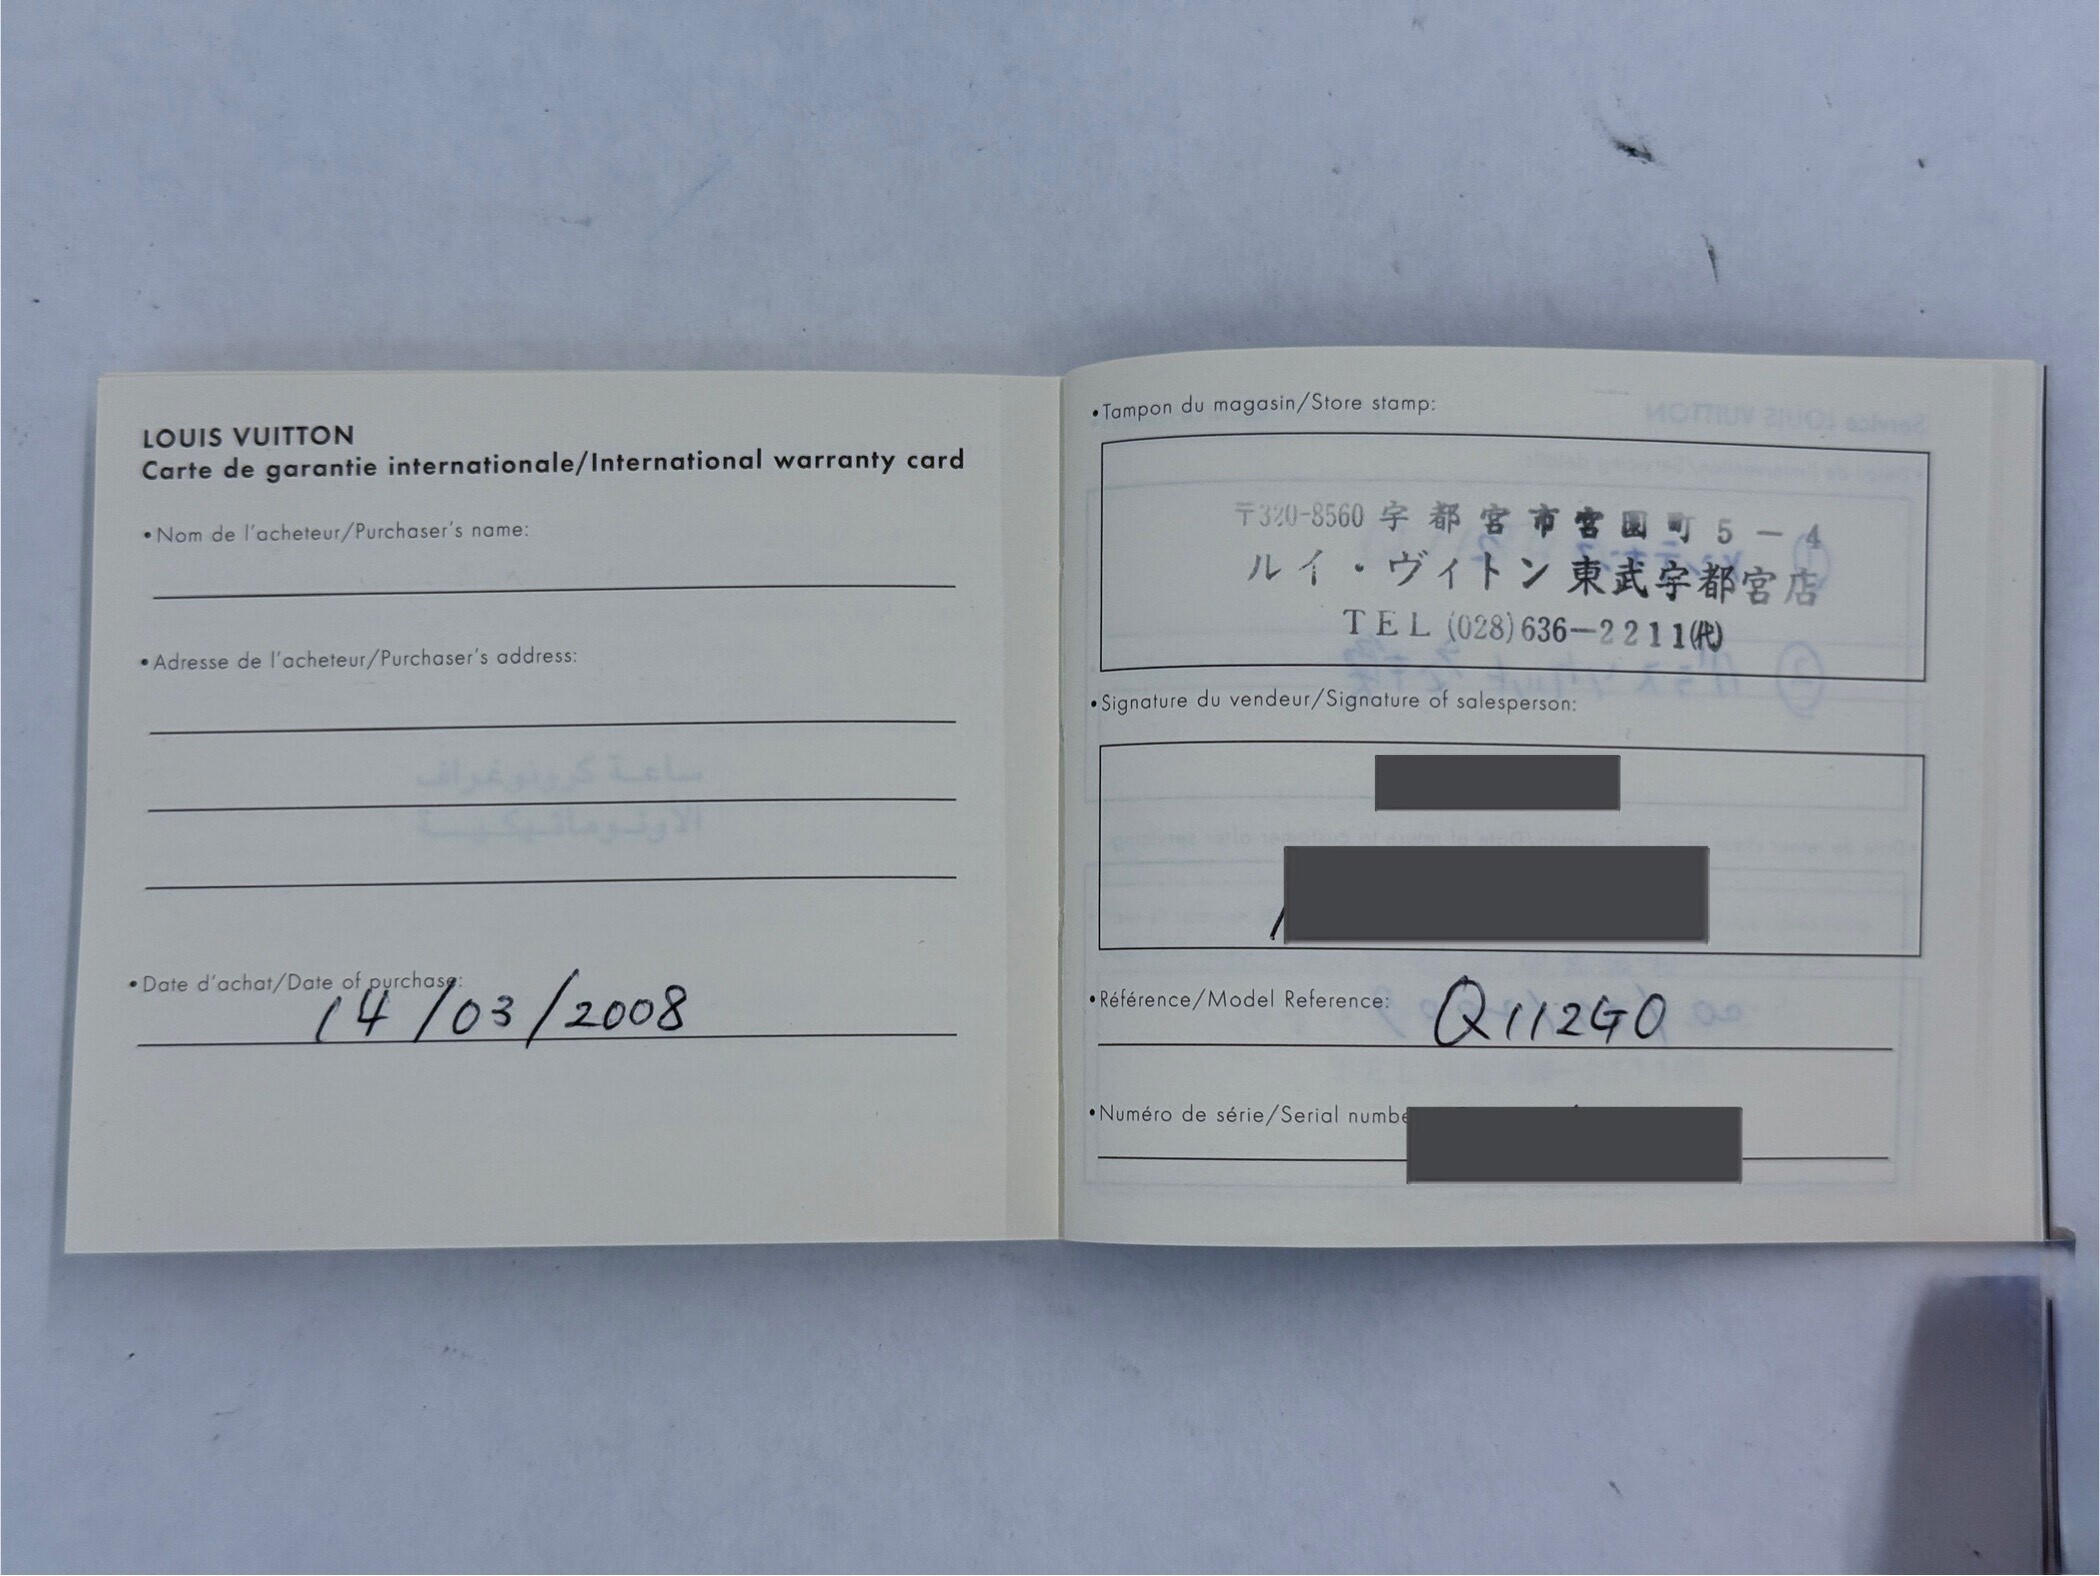 LOUIS VUITTON
Carte de garantie internationale/International warranty card
•Nom de l'acheteur/Purchaser's name:
•Adresse de l'acheteur/Purchaser's address:
•Date d'achat/Date of purchase:
14/03/2008
•Tampon du magasin/Store stamp:
〒320-8560 宇都宮市宮園町5-4
ルイ・ヴィトン東武宇都宮店
TEL (028)636-2211(代)
•Signature du vendeur/Signature of salesperson:
•Référence/Model Reference: Q112G0
•Numéro de série/Serial numbe